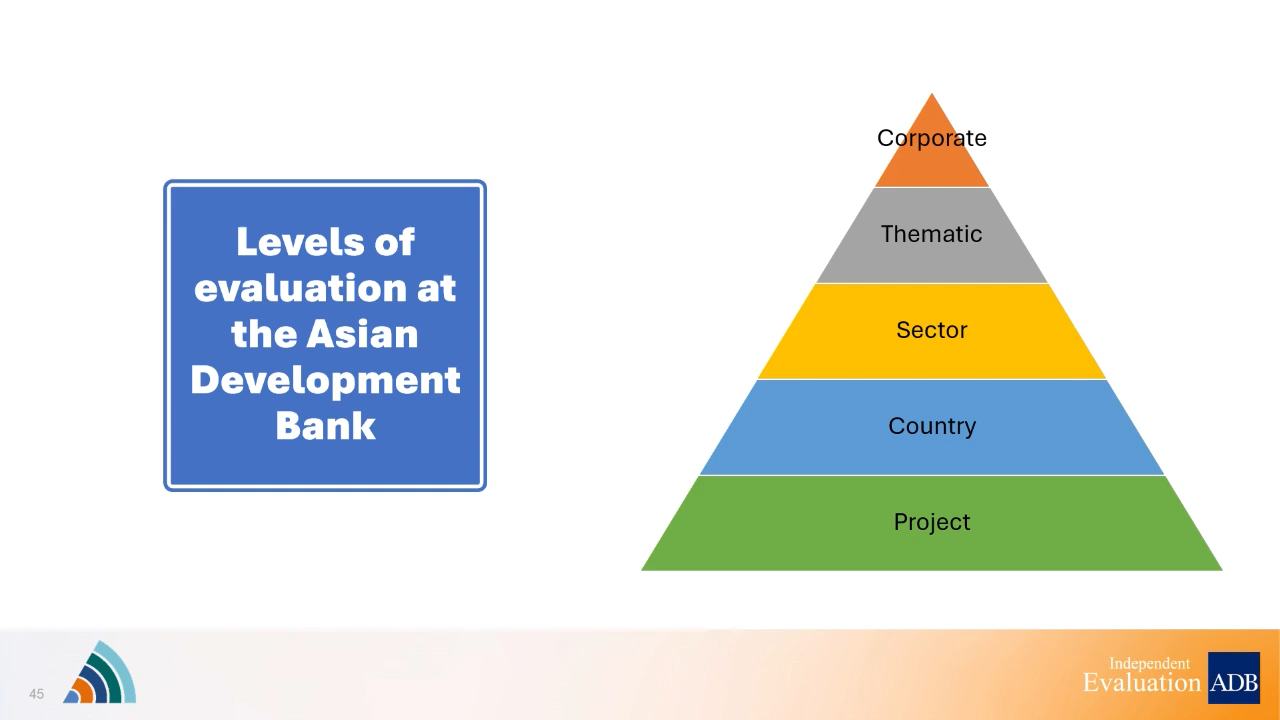 Levels of
evaluation at
the Asian
Development
Bank
Corporate
Thematic
Sector
Country
Project
45
Independent
Evaluation
ADB